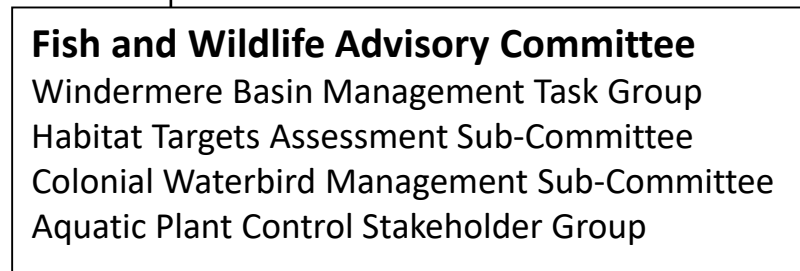 Fish and Wildlife Advisory Committee
Windermere Basin Management Task Group
Habitat Targets Assessment Sub-Committee
Colonial Waterbird Management Sub-Committee
Aquatic Plant Control Stakeholder Group